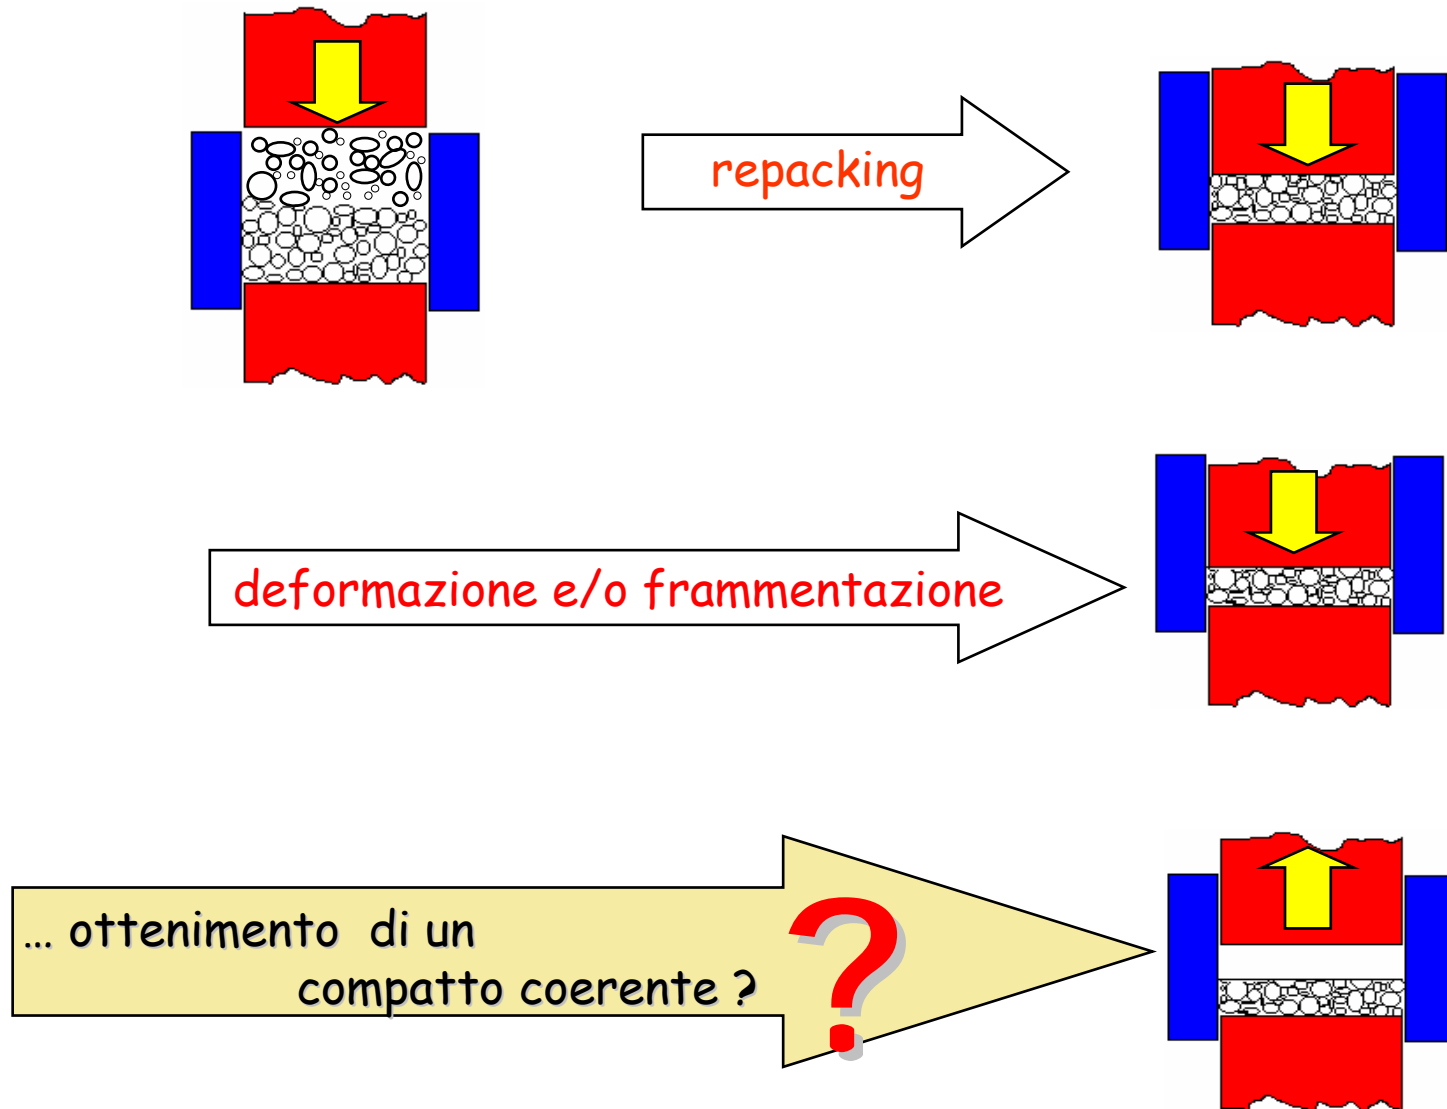 repacking
deformazione e/o frammentazione
... ottenimento di un
compatto coerente ?
?